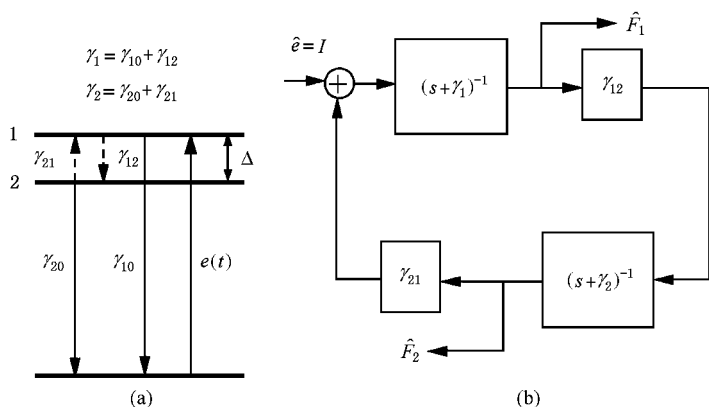 γ₁ = γ₁₀ + γ₁₂
γ₂ = γ₂₀ + γ₂₁
1
γ₂₁
γ₁₂
Δ
2
γ₂₀
γ₁₀
e(t)
(a)
ê = I
+
(s+γ₁)⁻¹
F̂₁
γ₁₂
γ₂₁
(s+γ₂)⁻¹
F̂₂
(b)